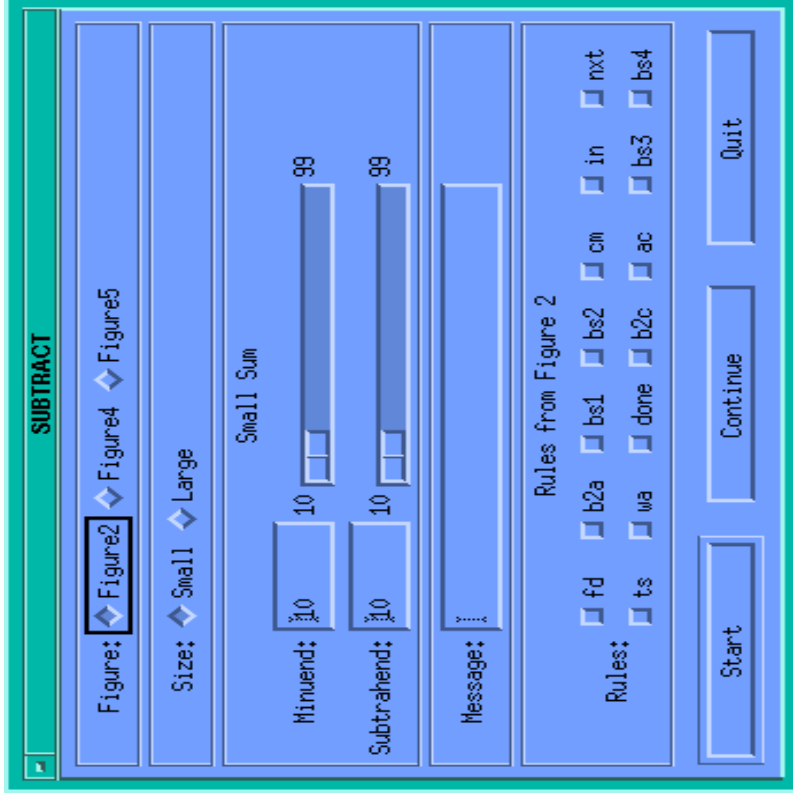 SUBTRACT
Figure: Figure2 Figure4 Figure5
Size: Small Large
Small Sum
Minuend: 10 10 99
Subtrahend: 10 10 99
Message:
Rules from Figure 2
Rules:
fd b2a bs1 bs2 cm in nxt
ts wa done b2c ac bs3 bs4
Start Continue Quit